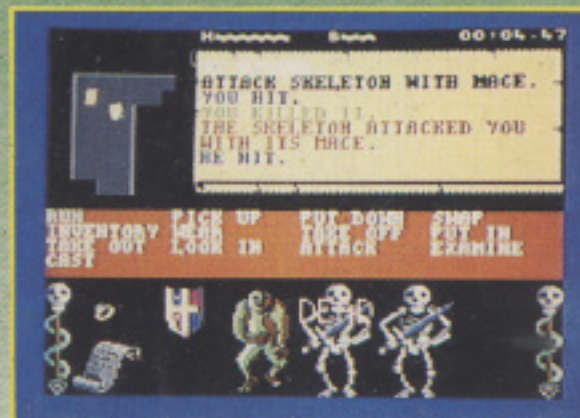 00:04-47
ATTACK SKELETON WITH MACE.
YOU HIT.
YOU KILLED IT.
THE SKELETON ATTACKED YOU
WITH ITS MACE.
HE HIT.
RUN PICK UP PUT DOWN SWAP
INVENTORY WEAR TAKE OFF PUT IN
TAKE OUT LOOK IN ATTACK EXAMINE
CAST
DEAD